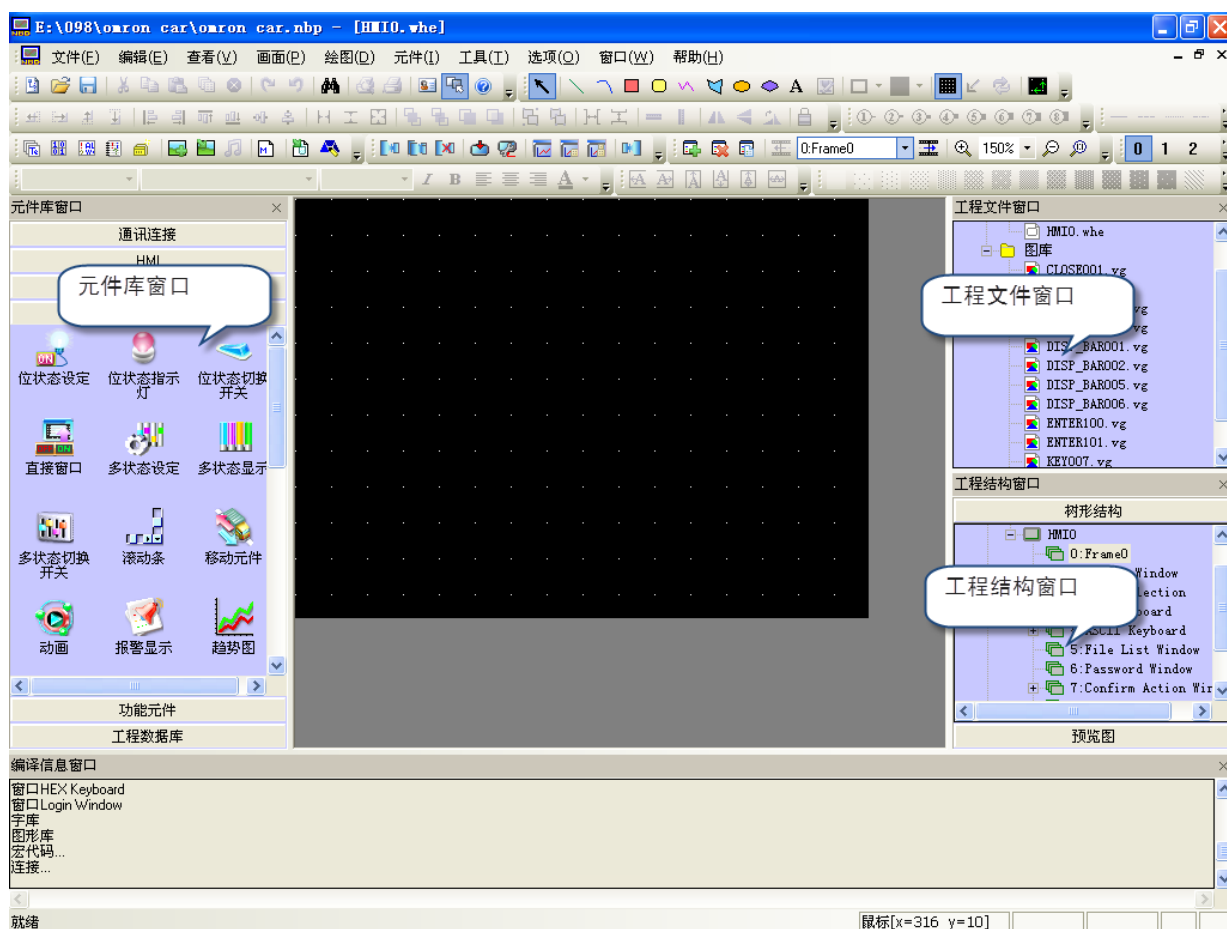 E:\098\omron car\omron car.nbp - [HMI0.whe]
文件(F) 编辑(E) 查看(V) 画面(P) 绘图(D) 元件(I) 工具(T) 选项(O) 窗口(W) 帮助(H)
0:Frame0
150%
0 1 2
元件库窗口
通讯连接
HMI
元件库窗口
位状态设定
位状态指示灯
位状态切换开关
直接窗口
多状态设定
多状态显示
多状态切换开关
滚动条
移动元件
动画
报警显示
趋势图
功能元件
工程数据库
工程文件窗口
HMI0.whe
图库
CLOSE001.vg
工程文件窗口
vg
vg
DISP_BAR001.vg
DISP_BAR002.vg
DISP_BAR005.vg
DISP_BAR006.vg
ENTER100.vg
ENTER101.vg
KEY007.vg
工程结构窗口
树形结构
HMI0
0:Frame0
Window
工程结构窗口
ASCII Keyboard
5:File List Window
6:Password Window
7:Confirm Action Wir
预览图
编译信息窗口
窗口HEX Keyboard
窗口Login Window
字库
图形库
宏代码...
连接...
就绪
鼠标[x=316 y=10]